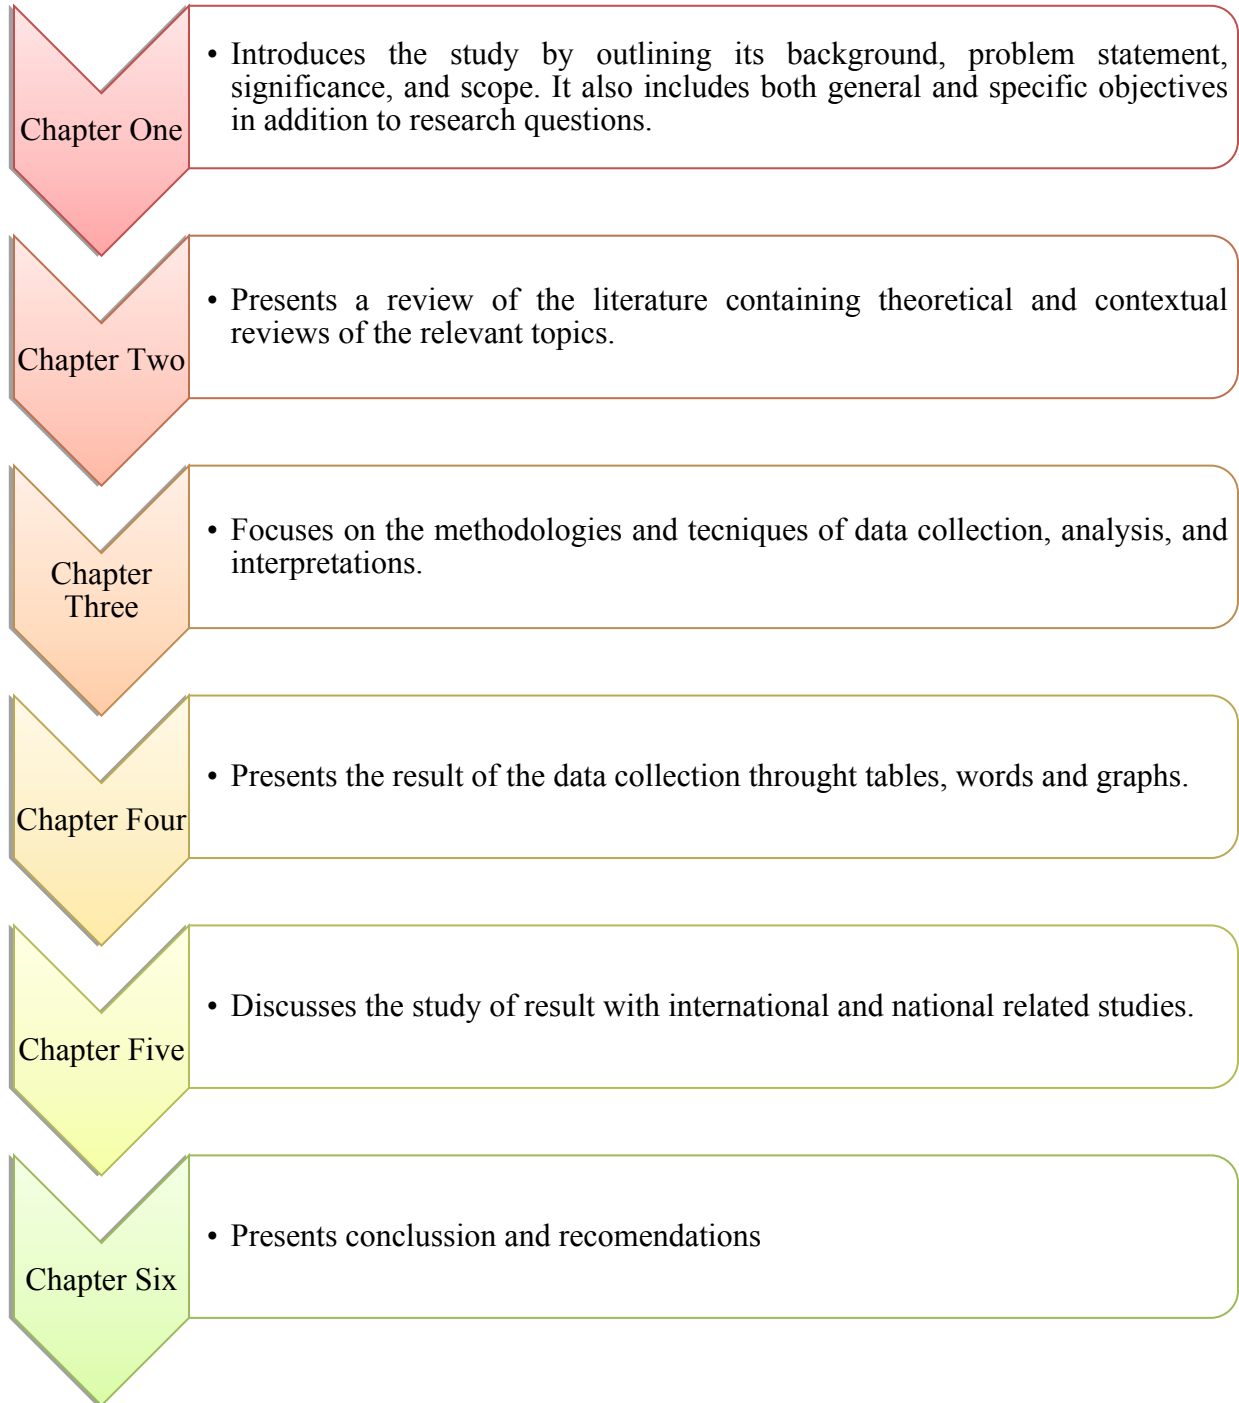 Chapter One
• Introduces the study by outlining its background, problem statement,
significance, and scope. It also includes both general and specific objectives
in addition to research questions.
Chapter Two
• Presents a review of the literature containing theoretical and contextual
reviews of the relevant topics.
Chapter
Three
• Focuses on the methodologies and tecniques of data collection, analysis, and
interpretations.
Chapter Four
• Presents the result of the data collection throught tables, words and graphs.
Chapter Five
• Discusses the study of result with international and national related studies.
Chapter Six
• Presents conclussion and recomendations